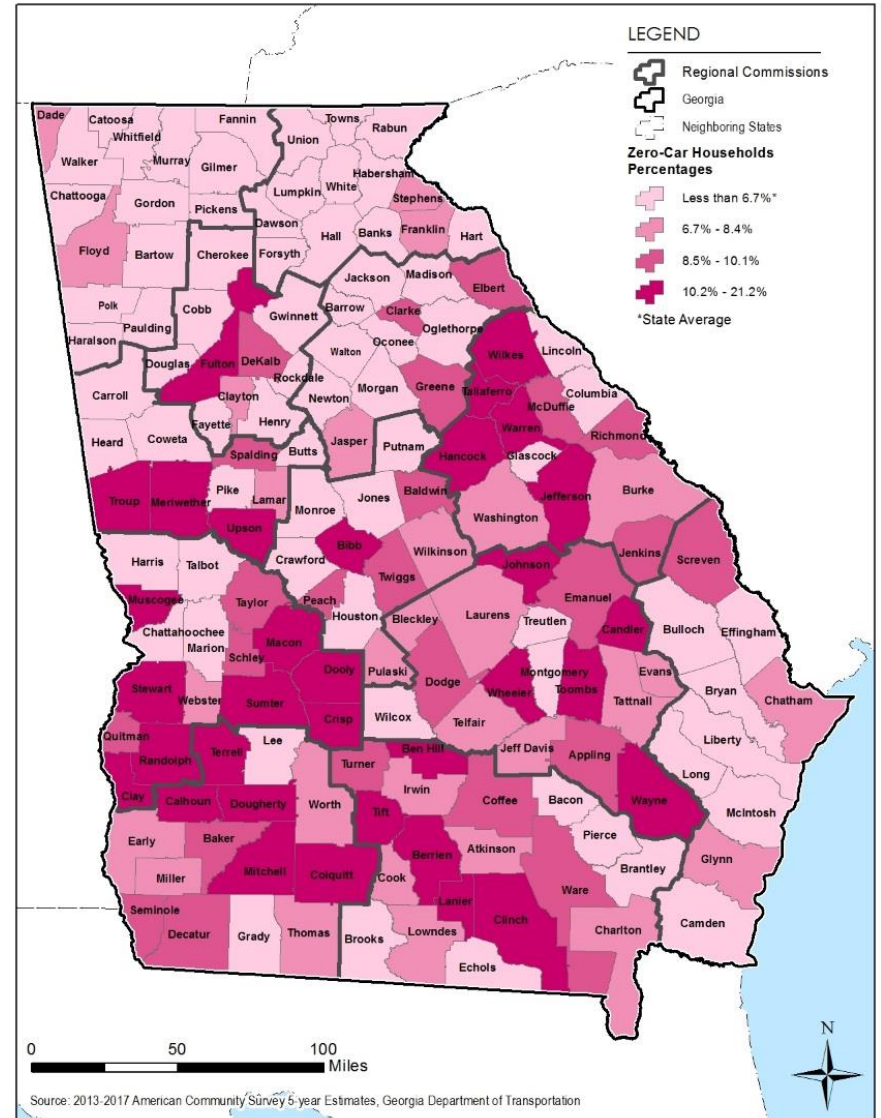 LEGEND
Regional Commissions
Georgia
Neighboring States
Zero-Car Households
Percentages
Less than 6.7%*
6.7% - 8.4%
8.5% - 10.1%
10.2% - 21.2%
*State Average
Dade
Catoosa
Whitfield
Fannin
Towns
Union
Rabun
Walker
Murray
Gilmer
Lumpkin
White
Habersham
Stephens
Chattooga
Gordon
Pickens
Dawson
Hall
Banks
Franklin
Hart
Floyd
Bartow
Cherokee
Forsyth
Jackson
Madison
Elbert
Polk
Cobb
Gwinnett
Barrow
Clarke
Oglethorpe
Paulding
Haralson
Douglas
Fulton
DeKalb
Walton
Oconee
Wilkes
Lincoln
Carroll
Clayton
Rockdale
Newton
Morgan
Greene
Taliaferro
Columbia
McDuffie
Fayette
Henry
Warren
Richmond
Heard
Coweta
Spalding
Butts
Jasper
Putnam
Hancock
Glascock
Troup
Meriwether
Pike
Lamar
Monroe
Jones
Baldwin
Jefferson
Burke
Washington
Upson
Bibb
Wilkinson
Crawford
Twiggs
Johnson
Jenkins
Screven
Harris
Talbot
Taylor
Peach
Houston
Bleckley
Laurens
Emanuel
Muscogee
Chattahoochee
Marion
Macon
Treutlen
Candler
Bulloch
Effingham
Schley
Dooly
Pulaski
Dodge
Wheeler
Montgomery
Toombs
Evans
Tattnall
Bryan
Chatham
Stewart
Webster
Sumter
Crisp
Wilcox
Telfair
Quitman
Randolph
Terrell
Lee
Turner
Ben Hill
Jeff Davis
Appling
Liberty
Long
Clay
Calhoun
Dougherty
Worth
Irwin
Coffee
Bacon
Wayne
McIntosh
Tift
Early
Baker
Mitchell
Colquitt
Berrien
Atkinson
Pierce
Miller
Cook
Ware
Brantley
Glynn
Seminole
Decatur
Grady
Thomas
Brooks
Lowndes
Lanier
Clinch
Charlton
Camden
Echols
N
0 50 100
Miles
Source: 2013-2017 American Community Survey 5-year Estimates, Georgia Department of Transportation